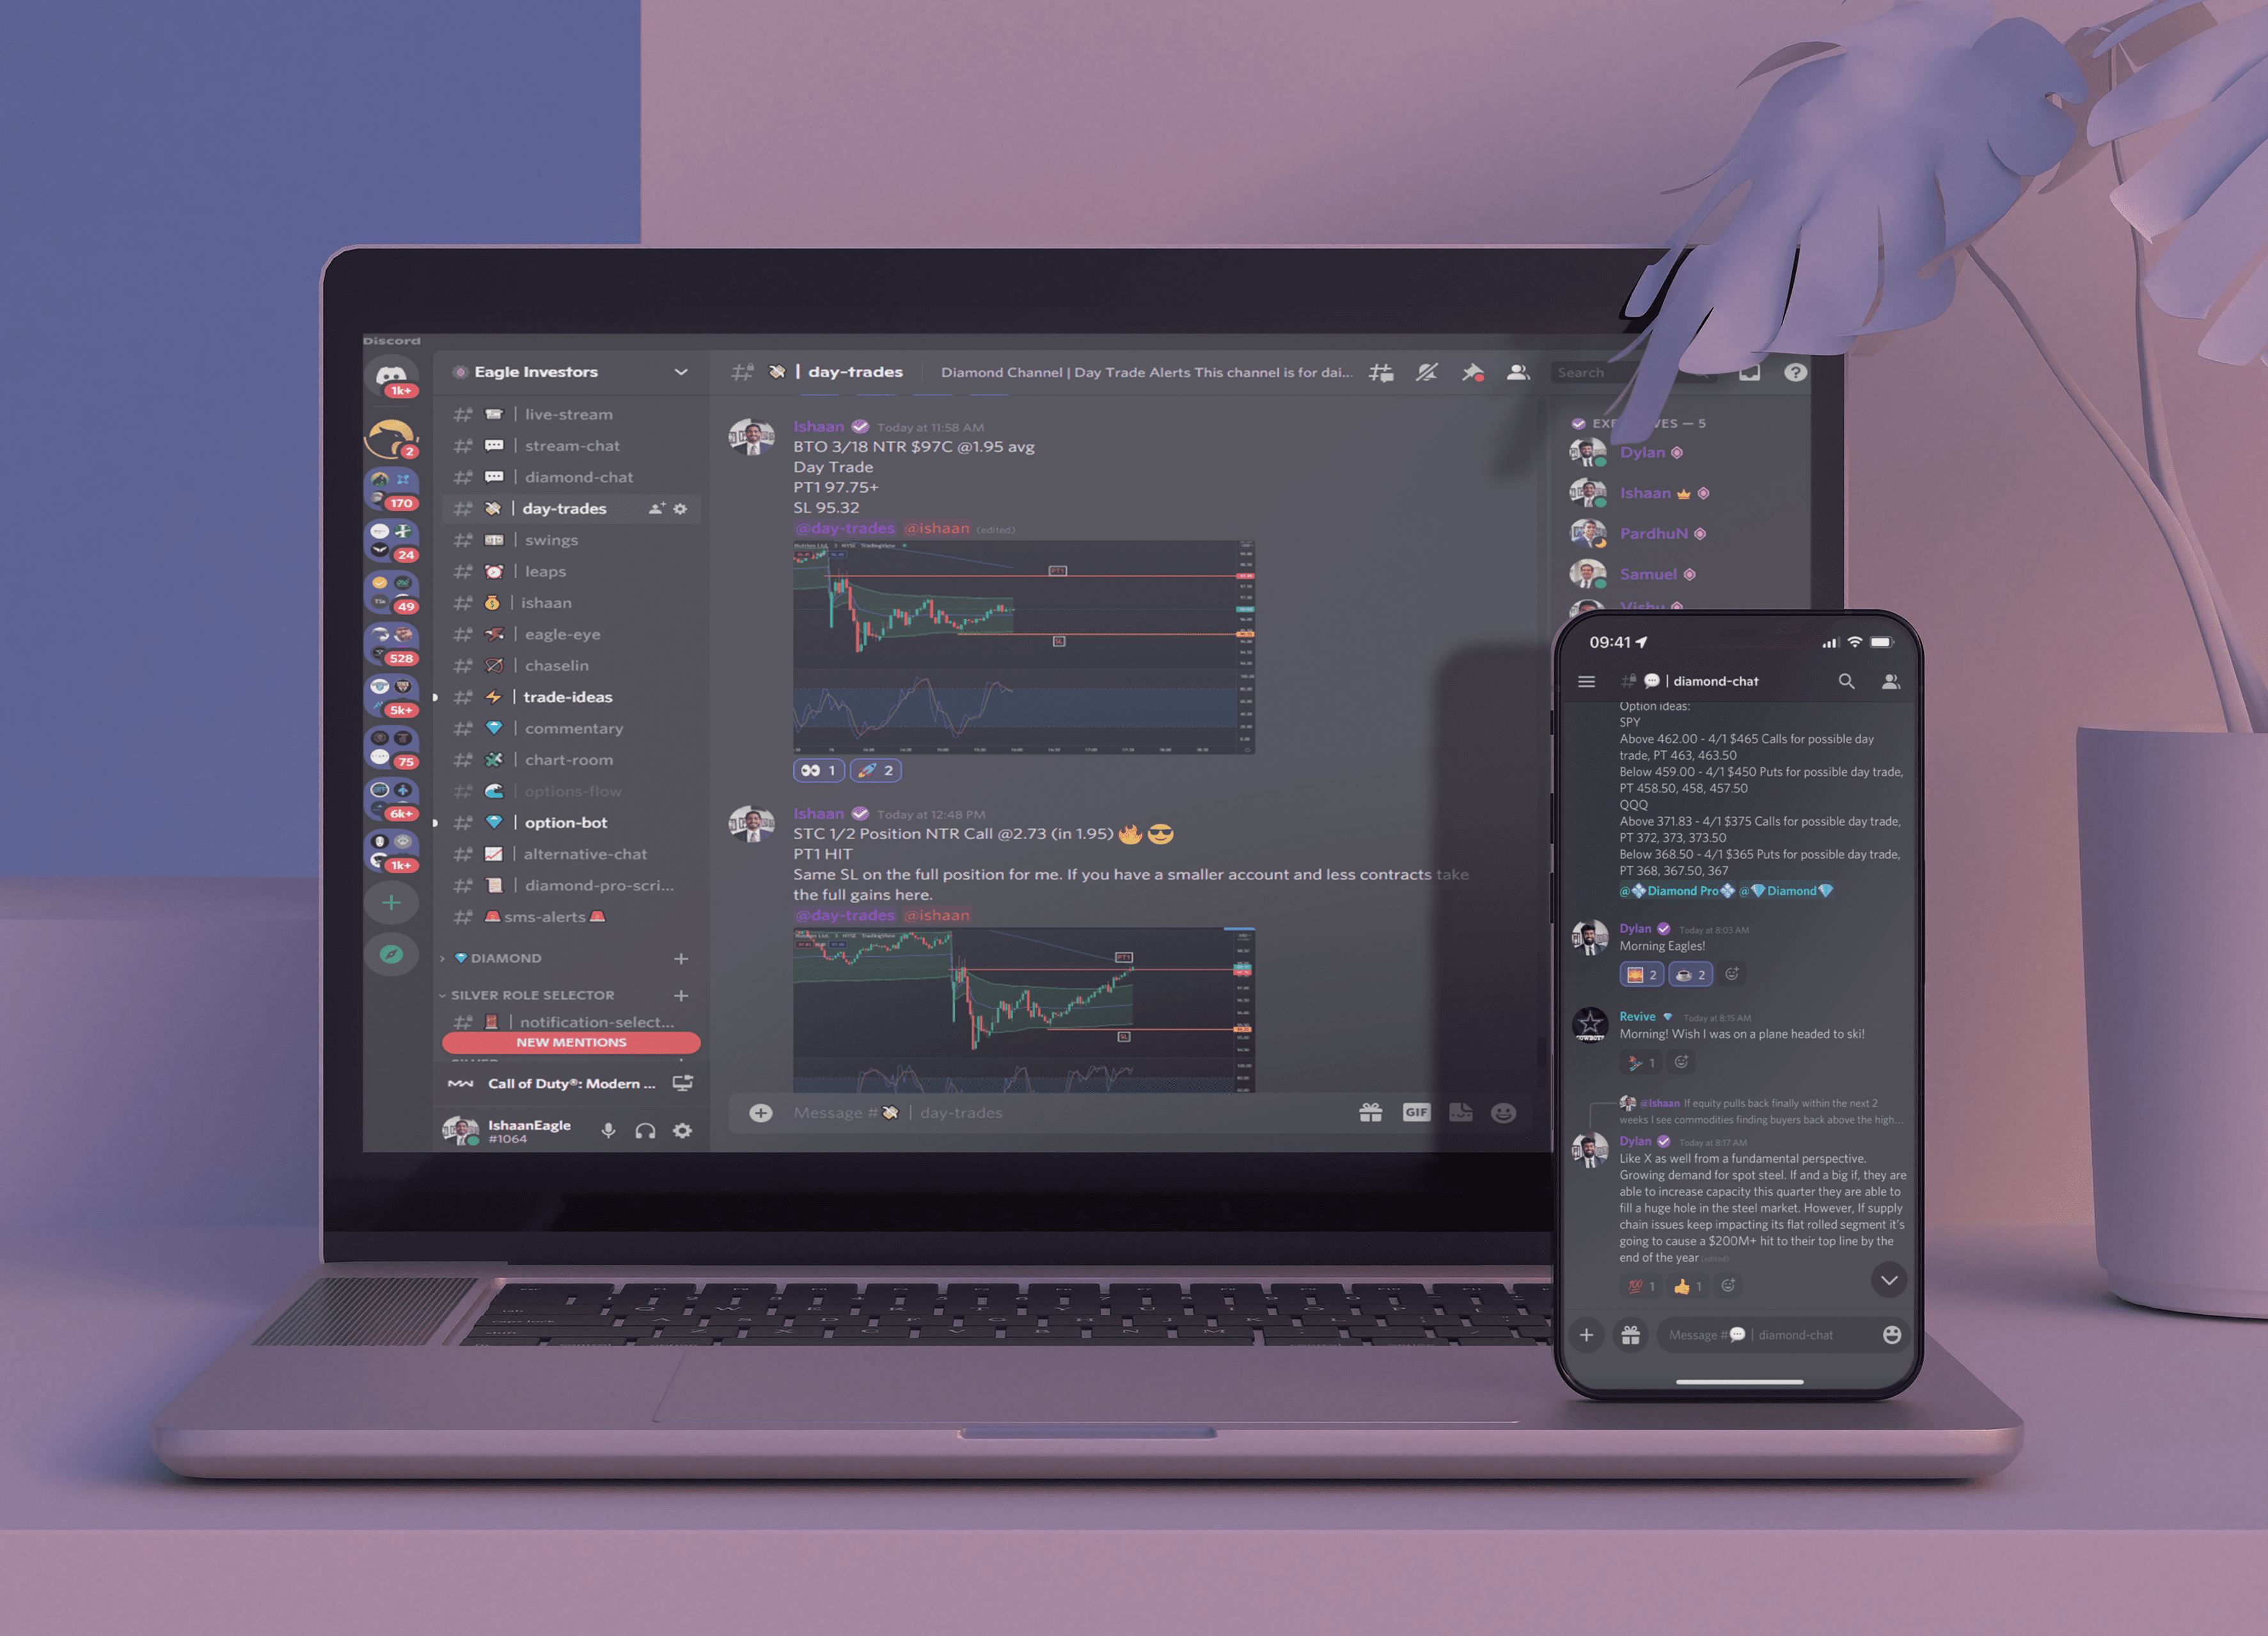 Discord
1k+
2
170
24
49
528
5k+
75
6k+
1k+
Eagle Investors
live-stream
stream-chat
diamond-chat
day-trades
swings
leaps
ishaan
eagle-eye
chaselin
trade-ideas
commentary
chart-room
options-flow
option-bot
alternative-chat
diamond-pro-scri...
sms-alerts
DIAMOND
SILVER ROLE SELECTOR
notification-select...
NEW MENTIONS
Call of Duty®: Modern ...
IshaanEagle
#1064
| day-trades
Diamond Channel | Day Trade Alerts This channel is for dai...
Search
Ishaan Today at 11:58 AM
BTO 3/18 NTR $97C @1.95 avg
Day Trade
PT1 97.75+
SL 95.32
@day-trades @ishaan (edited)
PT1
SL
1 2
Ishaan Today at 12:48 PM
STC 1/2 Position NTR Call @2.73 (in 1.95) 🔥😎
PT1 HIT
Same SL on the full position for me. If you have a smaller account and less contracts take
the full gains here.
@day-trades @ishaan
PT1
SL
Message # | day-trades
GIF
— 5
Dylan
Ishaan
PardhuN
Samuel
Vishu
09:41
| diamond-chat
Option ideas:
SPY
Above 462.00 - 4/1 $465 Calls for possible day
trade, PT 463, 463.50
Below 459.00 - 4/1 $450 Puts for possible day trade,
PT 458.50, 458, 457.50
QQQ
Above 371.83 - 4/1 $375 Calls for possible day trade,
PT 372, 373, 373.50
Below 368.50 - 4/1 $365 Puts for possible day trade,
PT 368, 367.50, 367
@💠Diamond Pro💠 @💎Diamond💎
Dylan Today at 8:03 AM
Morning Eagles!
2 2
Revive Today at 8:15 AM
Morning! Wish I was on a plane headed to ski!
1
@Ishaan If equity pulls back finally within the next 2
weeks I see commodities finding buyers back above the high...
Dylan Today at 8:17 AM
Like X as well from a fundamental perspective.
Growing demand for spot steel. If and a big if, they are
able to increase capacity this quarter they are able to
fill a huge hole in the steel market. However, If supply
chain issues keep impacting its flat rolled segment it's
going to cause a $200M+ hit to their top line by the
end of the year (edited)
1 1
Message # | diamond-chat